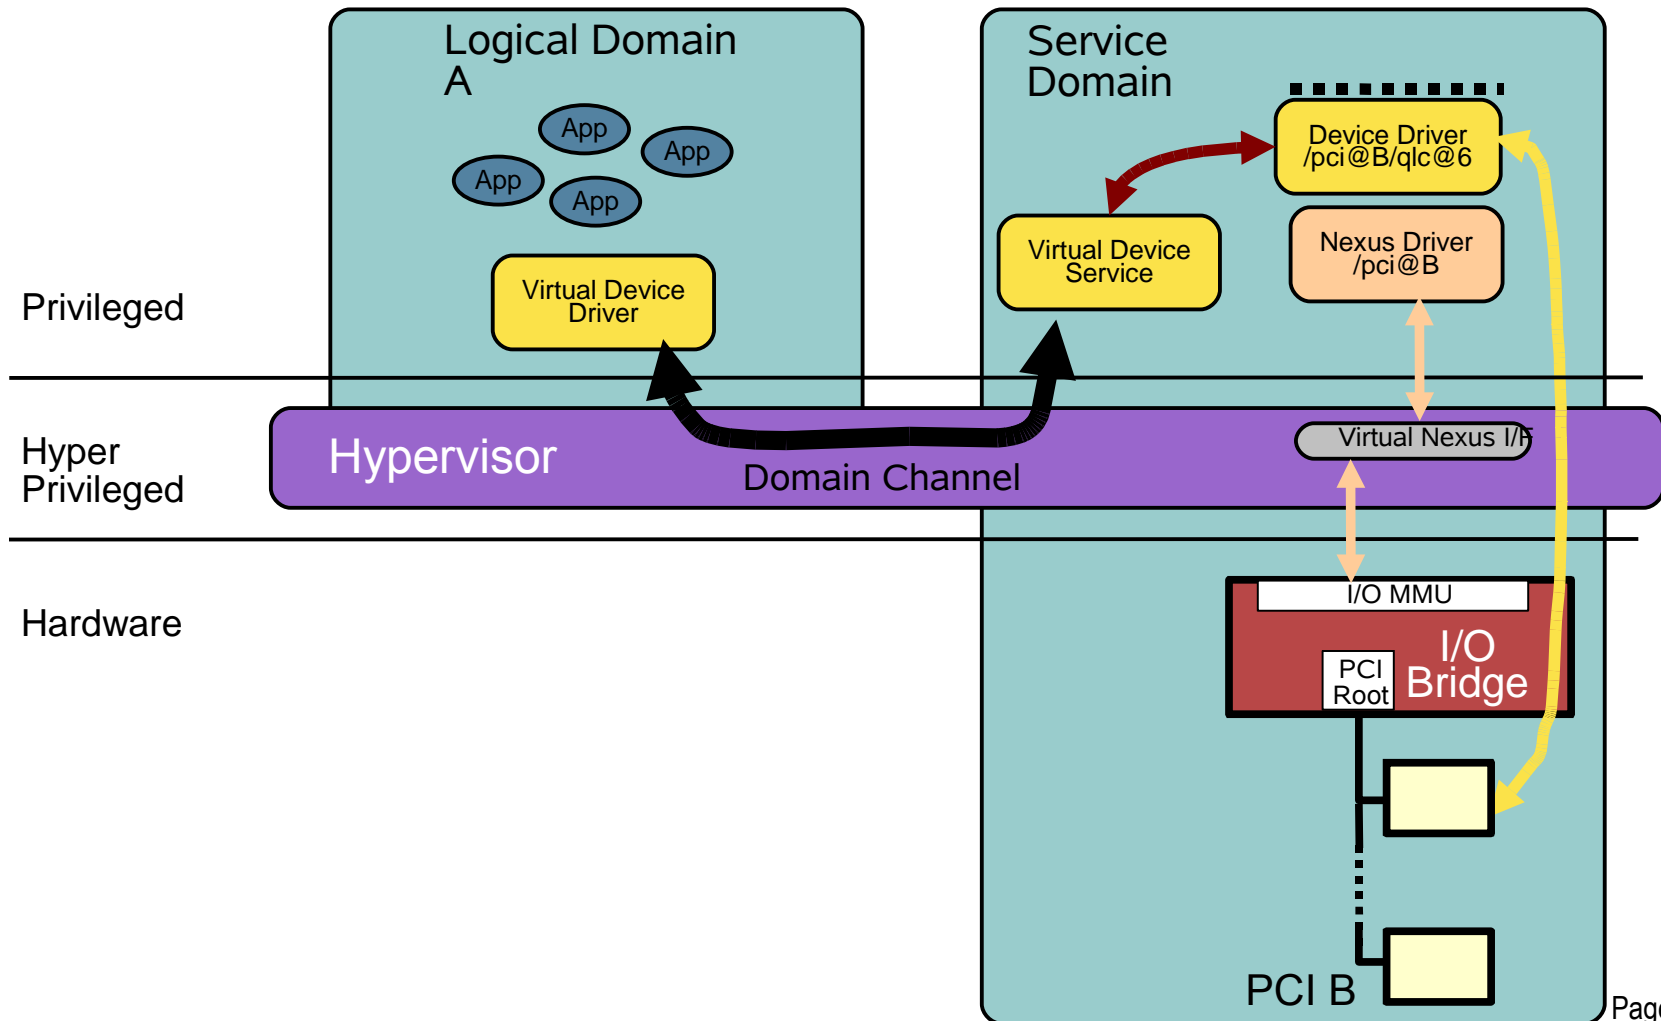 Logical Domain
A
App
App
App
App
Virtual Device
Driver
Service
Domain
Device Driver
/pci@B/qlc@6
Virtual Device
Service
Nexus Driver
/pci@B
Privileged
Hyper
Privileged
Hypervisor
Domain Channel
Virtual Nexus I/F
Hardware
I/O MMU
I/O
Bridge
PCI
Root
PCI B
Page